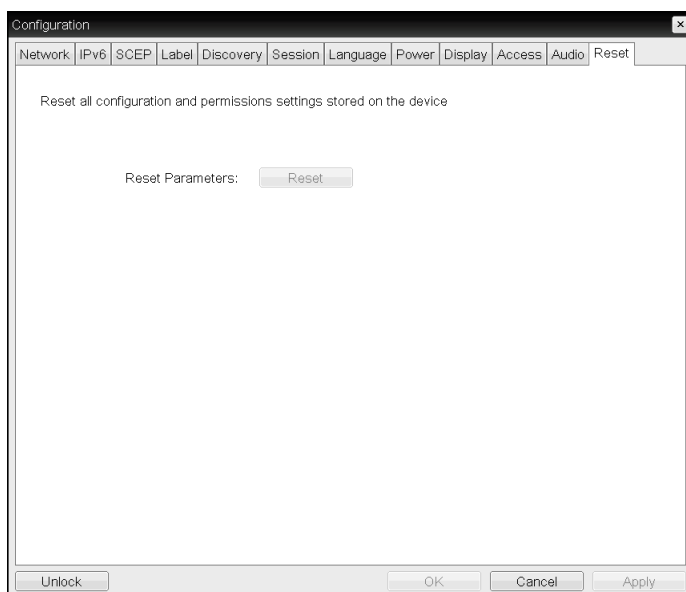 Configuration
Network IPv6 SCEP Label Discovery Session Language Power Display Access Audio Reset
Reset all configuration and permissions settings stored on the device
Reset Parameters: Reset
Unlock OK Cancel Apply